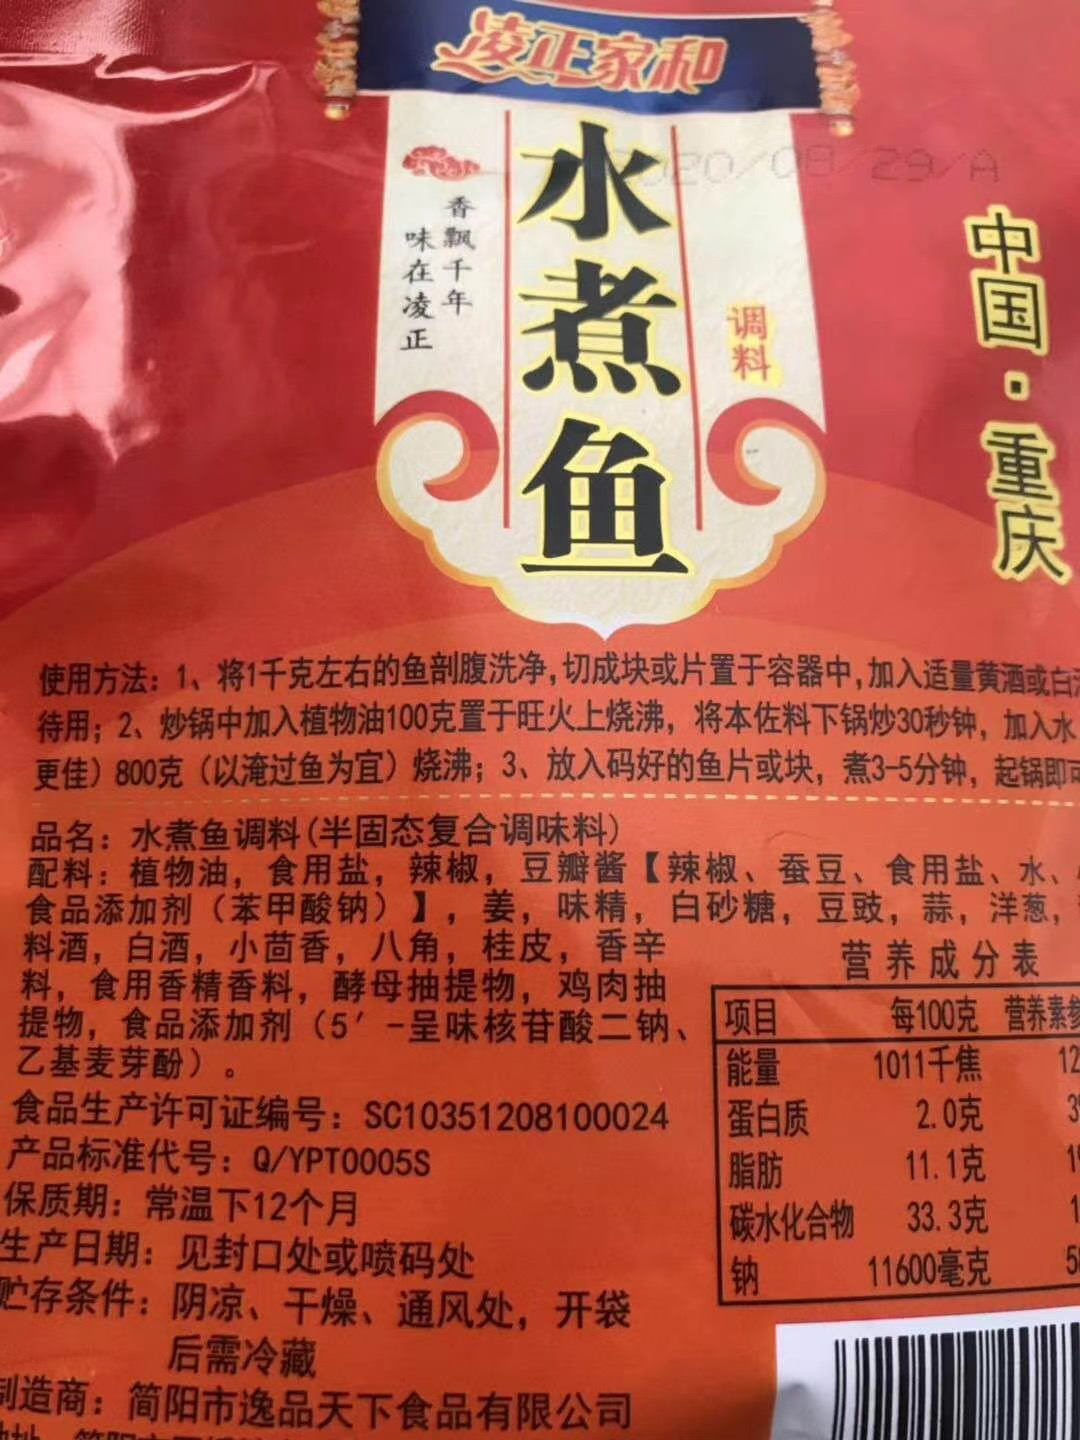 凌正家和
水煮鱼
调料
香飘千年
味在凌正
2020/08/29/A
中国·重庆
使用方法：1、将1千克左右的鱼剖腹洗净,切成块或片置于容器中,加入适量黄酒或白
待用；2、炒锅中加入植物油100克置于旺火上烧沸，将本佐料下锅炒30秒钟，加入水
更佳）800克（以淹过鱼为宜）烧沸；3、放入码好的鱼片或块，煮3-5分钟，起锅即可
品名：水煮鱼调料(半固态复合调味料)
配料：植物油，食用盐，辣椒，豆瓣酱【辣椒、蚕豆、食用盐、水、
食品添加剂（苯甲酸钠）】，姜，味精，白砂糖，豆豉，蒜，洋葱，
料酒，白酒，小茴香，八角，桂皮，香辛
料，食用香精香料，酵母抽提物，鸡肉抽
提物，食品添加剂（5′-呈味核苷酸二钠、
乙基麦芽酚）。
食品生产许可证编号：SC10351208100024
产品标准代号：Q/YPT0005S
保质期：常温下12个月
生产日期：见封口处或喷码处
贮存条件：阴凉、干燥、通风处，开袋
后需冷藏
制造商：简阳市逸品天下食品有限公司
营养成分表
项目 每100克 营养素参
能量 1011千焦 12
蛋白质 2.0克
脂肪 11.1克
碳水化合物 33.3克
钠 11600毫克